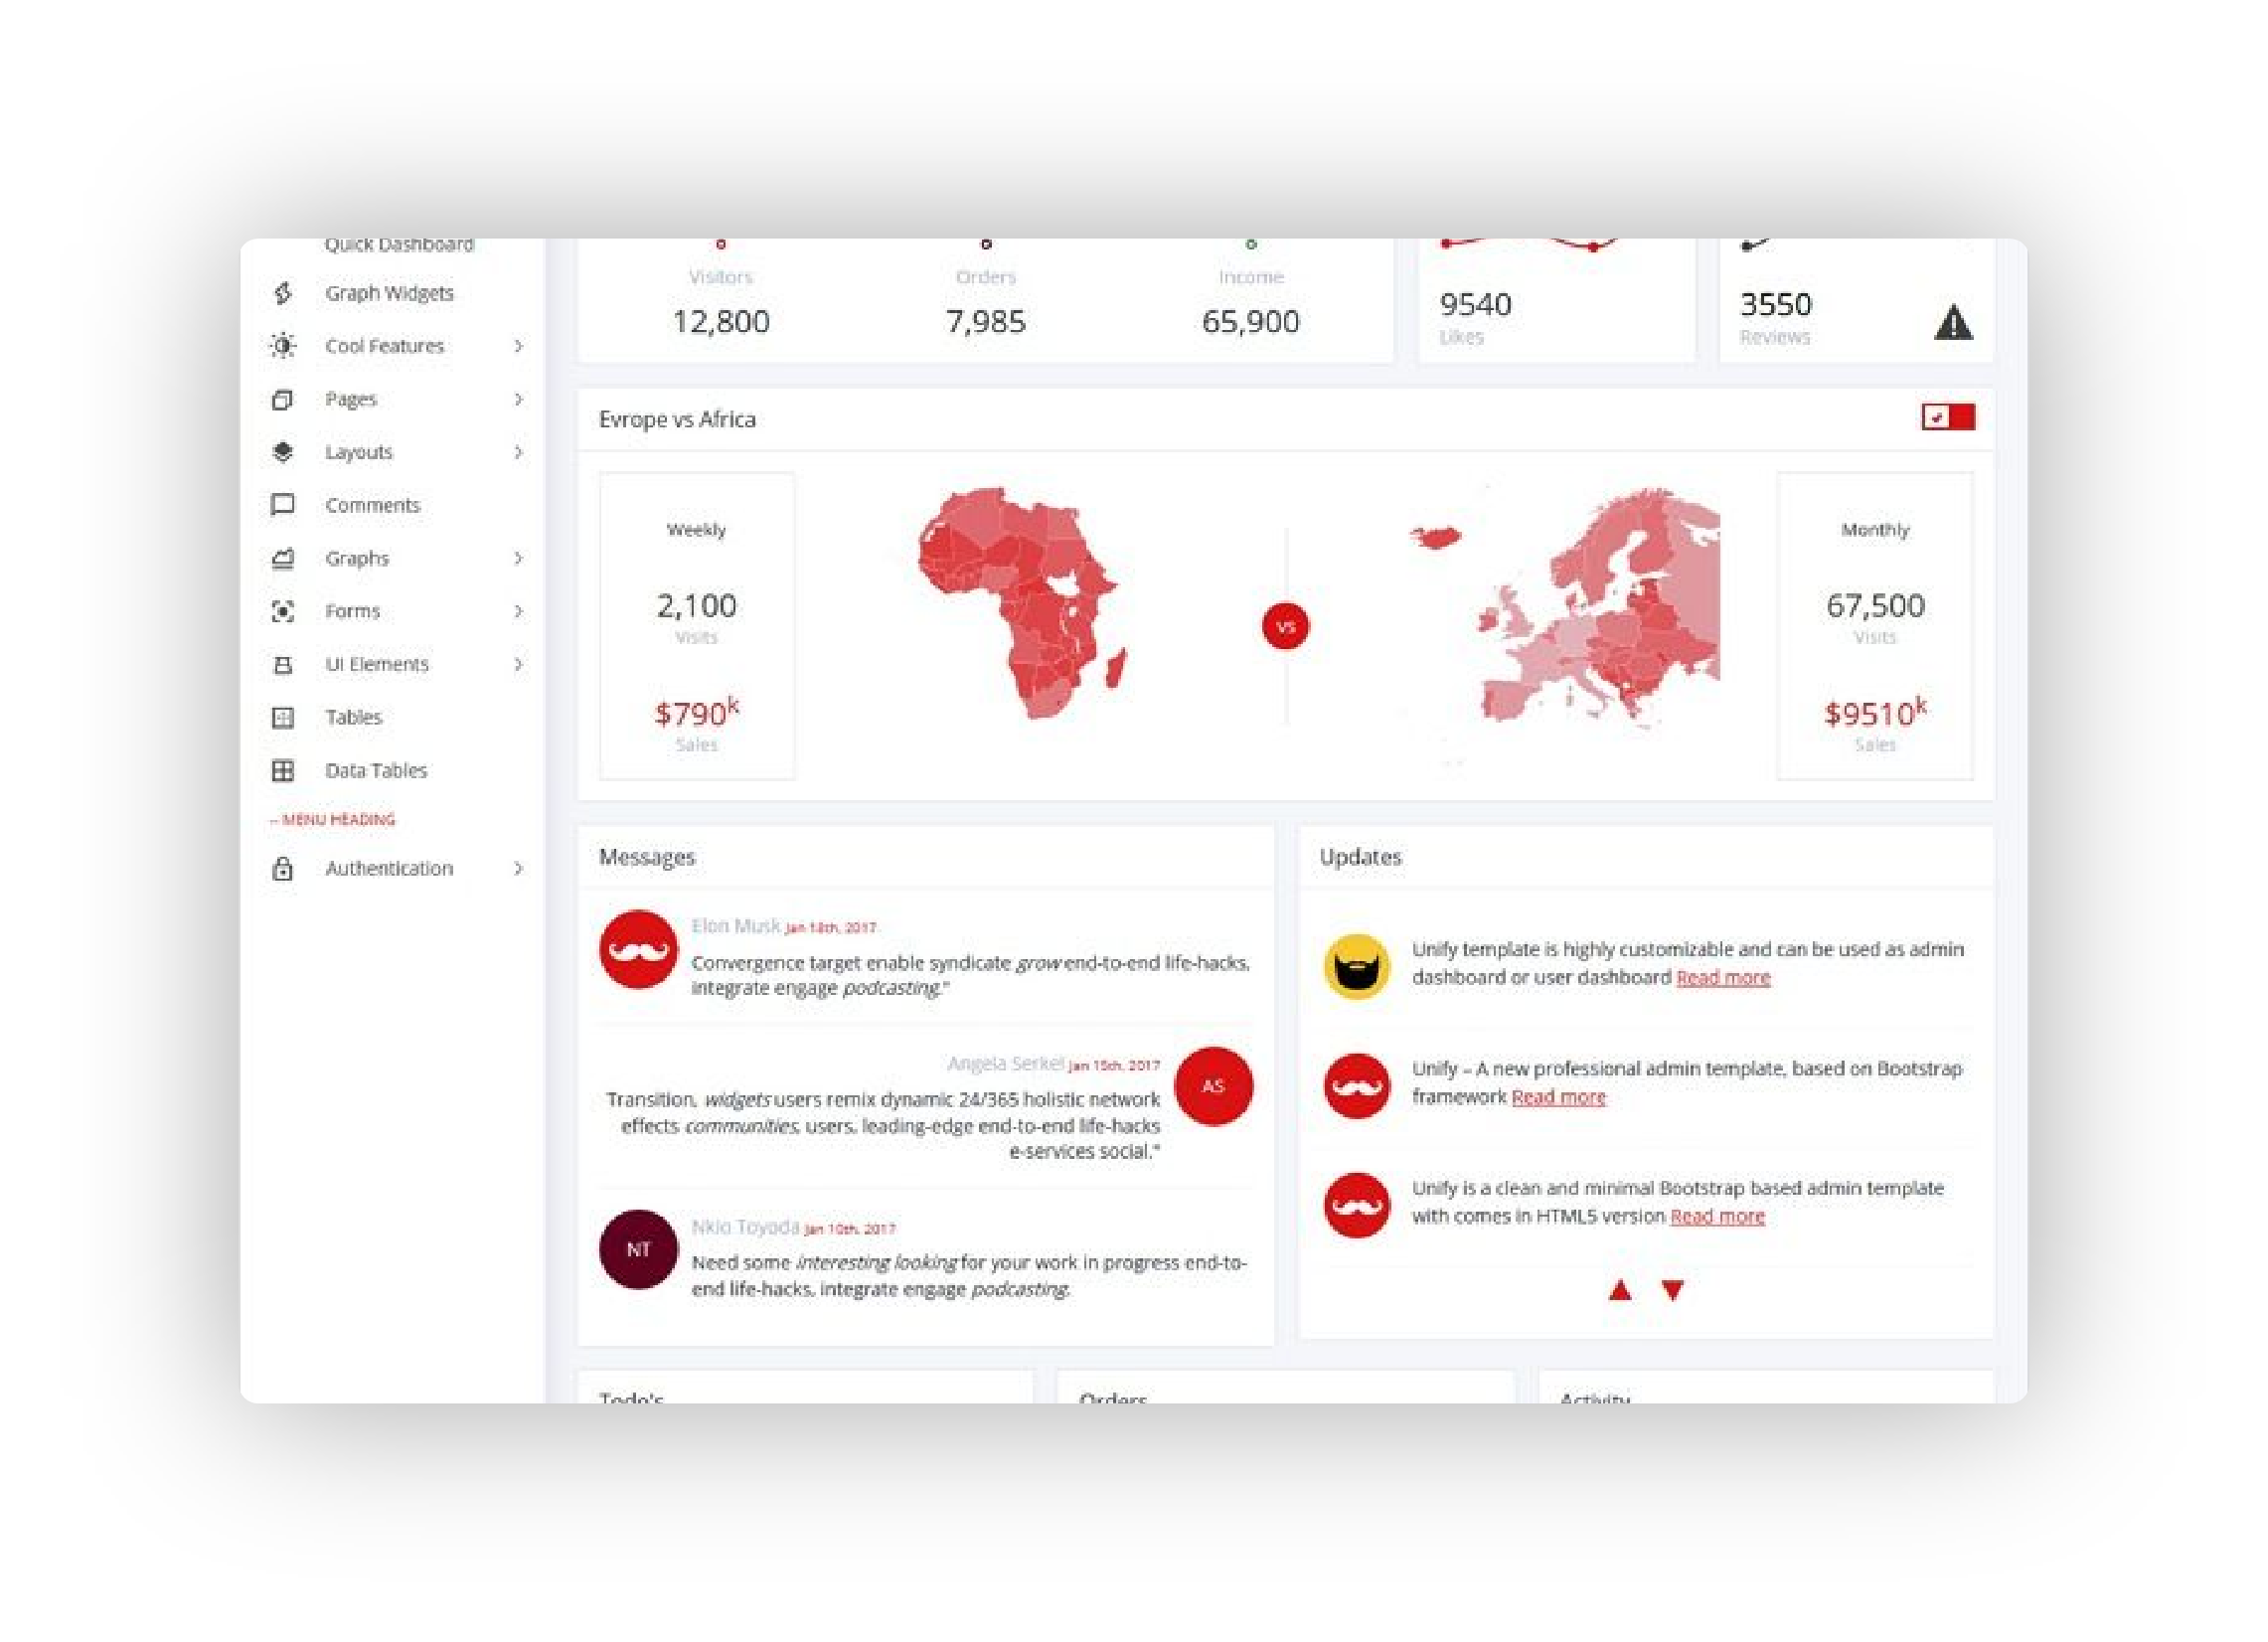 Quick Dashboard
Graph Widgets
Cool Features
Pages
Layouts
Comments
Graphs
Forms
UI Elements
Tables
Data Tables
-- MENU HEADING
Authentication
Visitors
12,800
Orders
7,985
Income
65,900
9540
Likes
3550
Reviews
Evrope vs Africa
Weekly
2,100
Visits
$790k
Sales
VS
Monthly
67,500
Visits
$9510k
Sales
Messages
Elon Musk Jan 18th, 2017
Convergence target enable syndicate grow end-to-end life-hacks,
integrate engage podcasting."
Angela Serkel Jan 15th, 2017
AS
Transition, widgets users remix dynamic 24/365 holistic network
effects communities, users, leading-edge end-to-end life-hacks
e-services social."
NT
Nkio Toyoda Jan 10th, 2017
Need some interesting looking for your work in progress end-to-
end life-hacks, integrate engage podcasting.
Updates
Unify template is highly customizable and can be used as admin
dashboard or user dashboard Read more
Unify – A new professional admin template, based on Bootstrap
framework Read more
Unify is a clean and minimal Bootstrap based admin template
with comes in HTML5 version Read more
Todo's
Orders
Activity